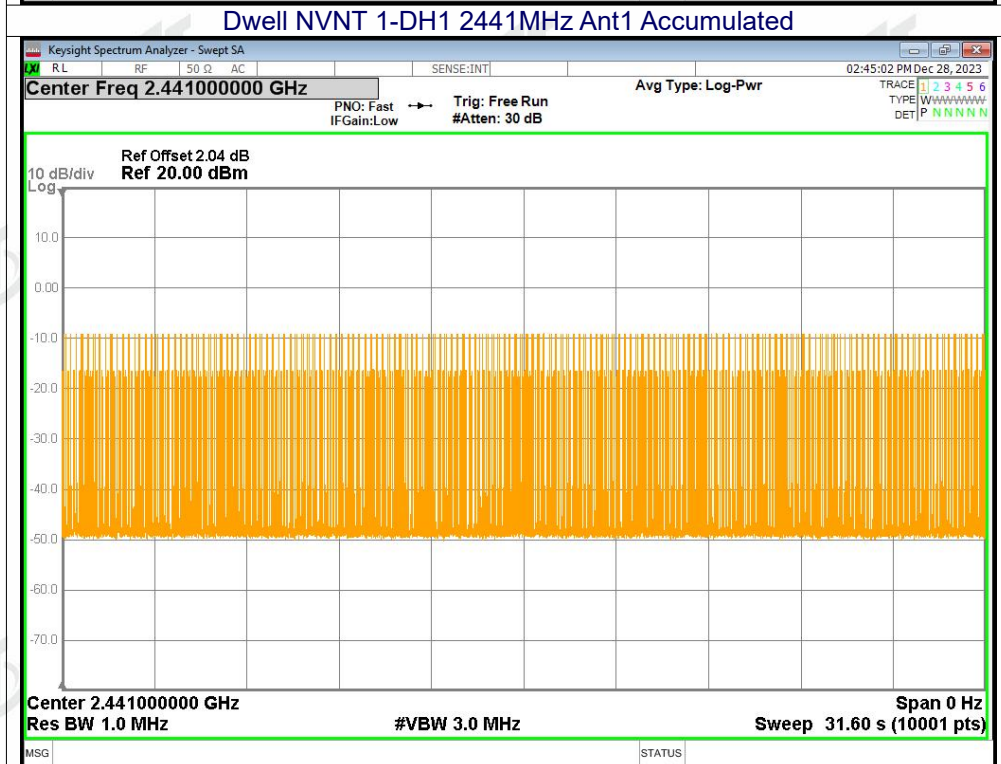 Dwell NVNT 1-DH1 2441MHz Ant1 Accumulated
Keysight Spectrum Analyzer - Swept SA
LXI RL RF 50 Ω AC SENSE:INT 02:45:02 PM Dec 28, 2023
Center Freq 2.441000000 GHz Avg Type: Log-Pwr TRACE 1 2 3 4 5 6
PNO: Fast Trig: Free Run TYPE WWWWWWW
IFGain:Low #Atten: 30 dB DET P N N N N N
Ref Offset 2.04 dB
10 dB/div Ref 20.00 dBm
Log
10.0
0.00
-10.0
-20.0
-30.0
-40.0
-50.0
-60.0
-70.0
Center 2.441000000 GHz Span 0 Hz
Res BW 1.0 MHz #VBW 3.0 MHz Sweep 31.60 s (10001 pts)
MSG STATUS